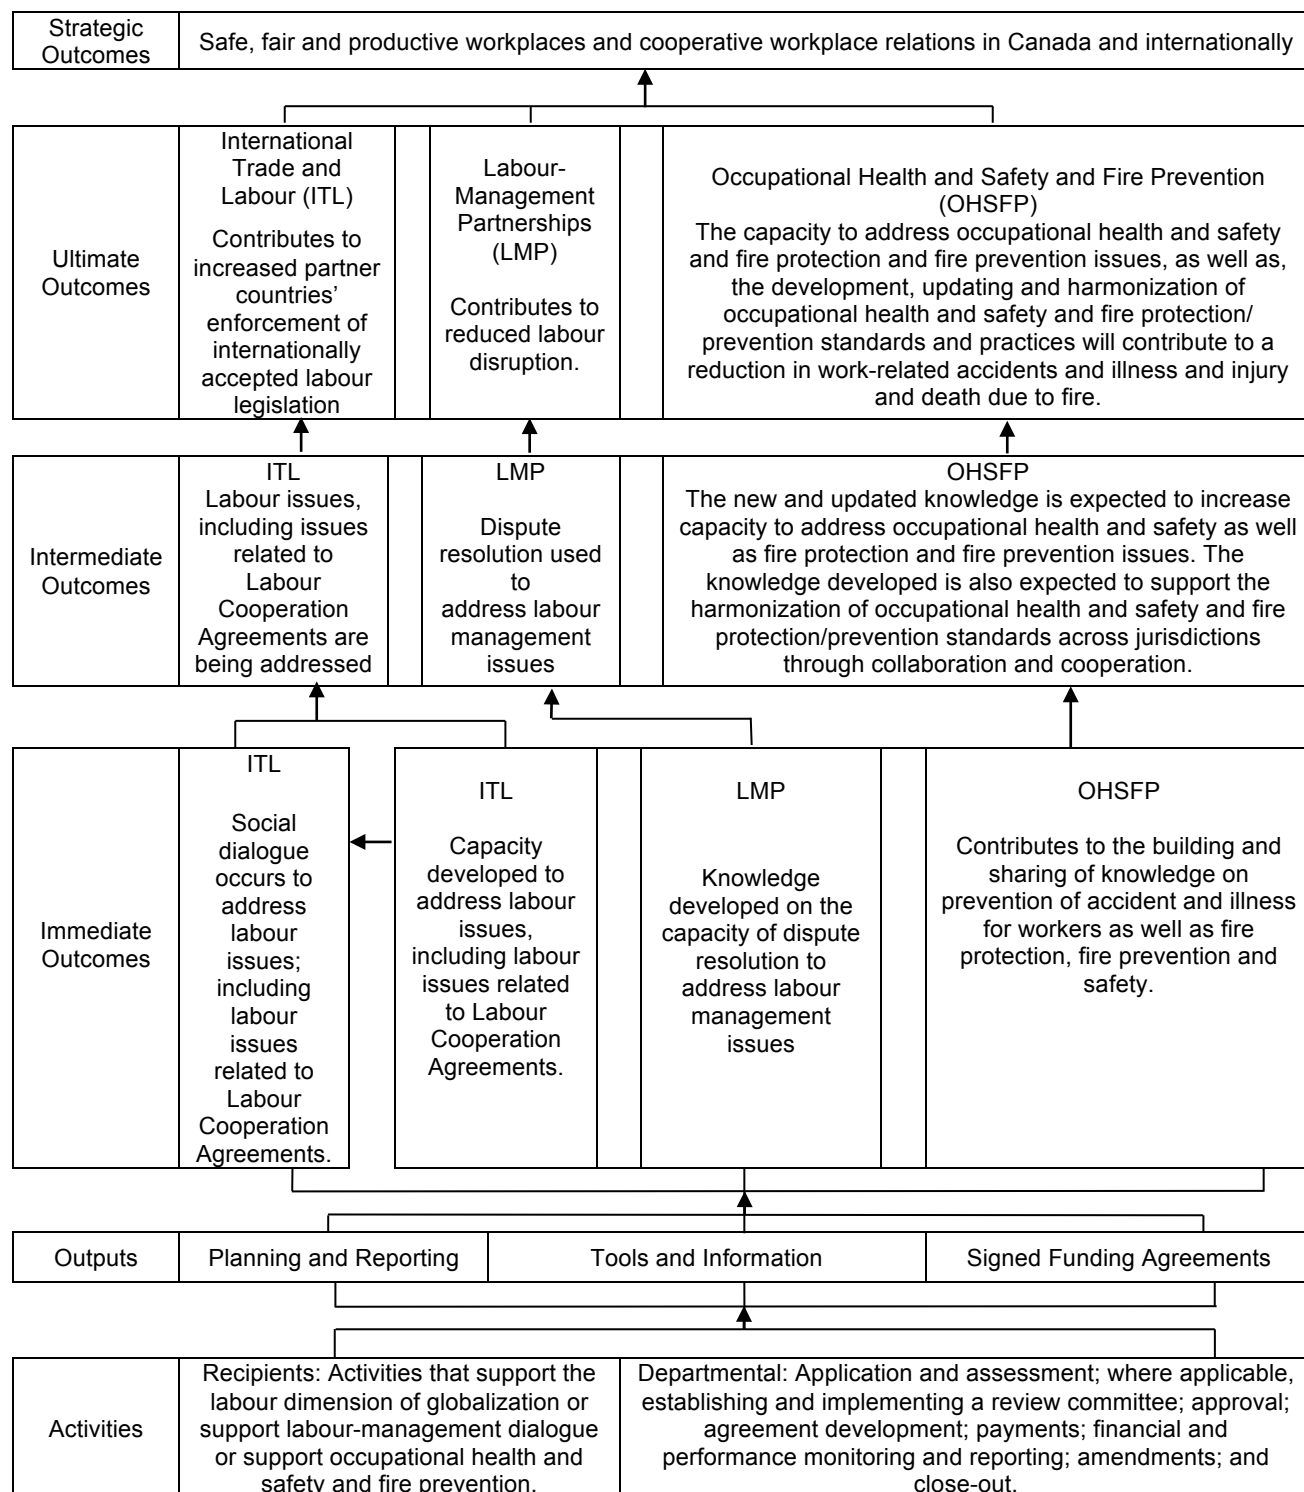 Strategic
Outcomes
Safe, fair and productive workplaces and cooperative workplace relations in Canada and internationally
Ultimate
Outcomes
International
Trade and
Labour (ITL)
Contributes to
increased partner
countries’
enforcement of
internationally
accepted labour
legislation
Labour-
Management
Partnerships
(LMP)
Contributes to
reduced labour
disruption.
Occupational Health and Safety and Fire Prevention
(OHSFP)
The capacity to address occupational health and safety
and fire protection and fire prevention issues, as well as,
the development, updating and harmonization of
occupational health and safety and fire protection/
prevention standards and practices will contribute to a
reduction in work-related accidents and illness and injury
and death due to fire.
Intermediate
Outcomes
ITL
Labour issues,
including issues
related to
Labour
Cooperation
Agreements are
being addressed
LMP
Dispute
resolution used
to
address labour
management
issues
OHSFP
The new and updated knowledge is expected to increase
capacity to address occupational health and safety as well
as fire protection and fire prevention issues. The
knowledge developed is also expected to support the
harmonization of occupational health and safety and fire
protection/prevention standards across jurisdictions
through collaboration and cooperation.
Immediate
Outcomes
ITL
Social
dialogue
occurs to
address
labour
issues;
including
labour
issues
related to
Labour
Cooperation
Agreements.
ITL
Capacity
developed to
address labour
issues,
including labour
issues related
to Labour
Cooperation
Agreements.
LMP
Knowledge
developed on the
capacity of dispute
resolution to
address labour
management
issues
OHSFP
Contributes to the building and
sharing of knowledge on
prevention of accident and illness
for workers as well as fire
protection, fire prevention and
safety.
Outputs
Planning and Reporting
Tools and Information
Signed Funding Agreements
Activities
Recipients: Activities that support the
labour dimension of globalization or
support labour-management dialogue
or support occupational health and
safety and fire prevention.
Departmental: Application and assessment; where applicable,
establishing and implementing a review committee; approval;
agreement development; payments; financial and
performance monitoring and reporting; amendments; and
close-out.